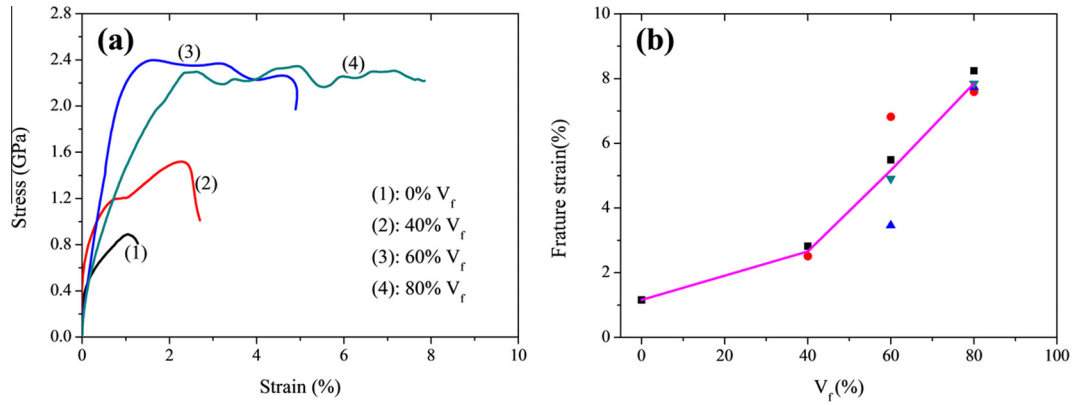 (a)
Stress (GPa)
2.8
2.4
2.0
1.6
1.2
0.8
0.4
0.0
(3)
(4)
(2)
(1)
(1): 0% Vf
(2): 40% Vf
(3): 60% Vf
(4): 80% Vf
0 2 4 6 8 10
Strain (%)
(b)
Frature strain(%)
10
8
6
4
2
0
0 20 40 60 80 100
Vf(%)